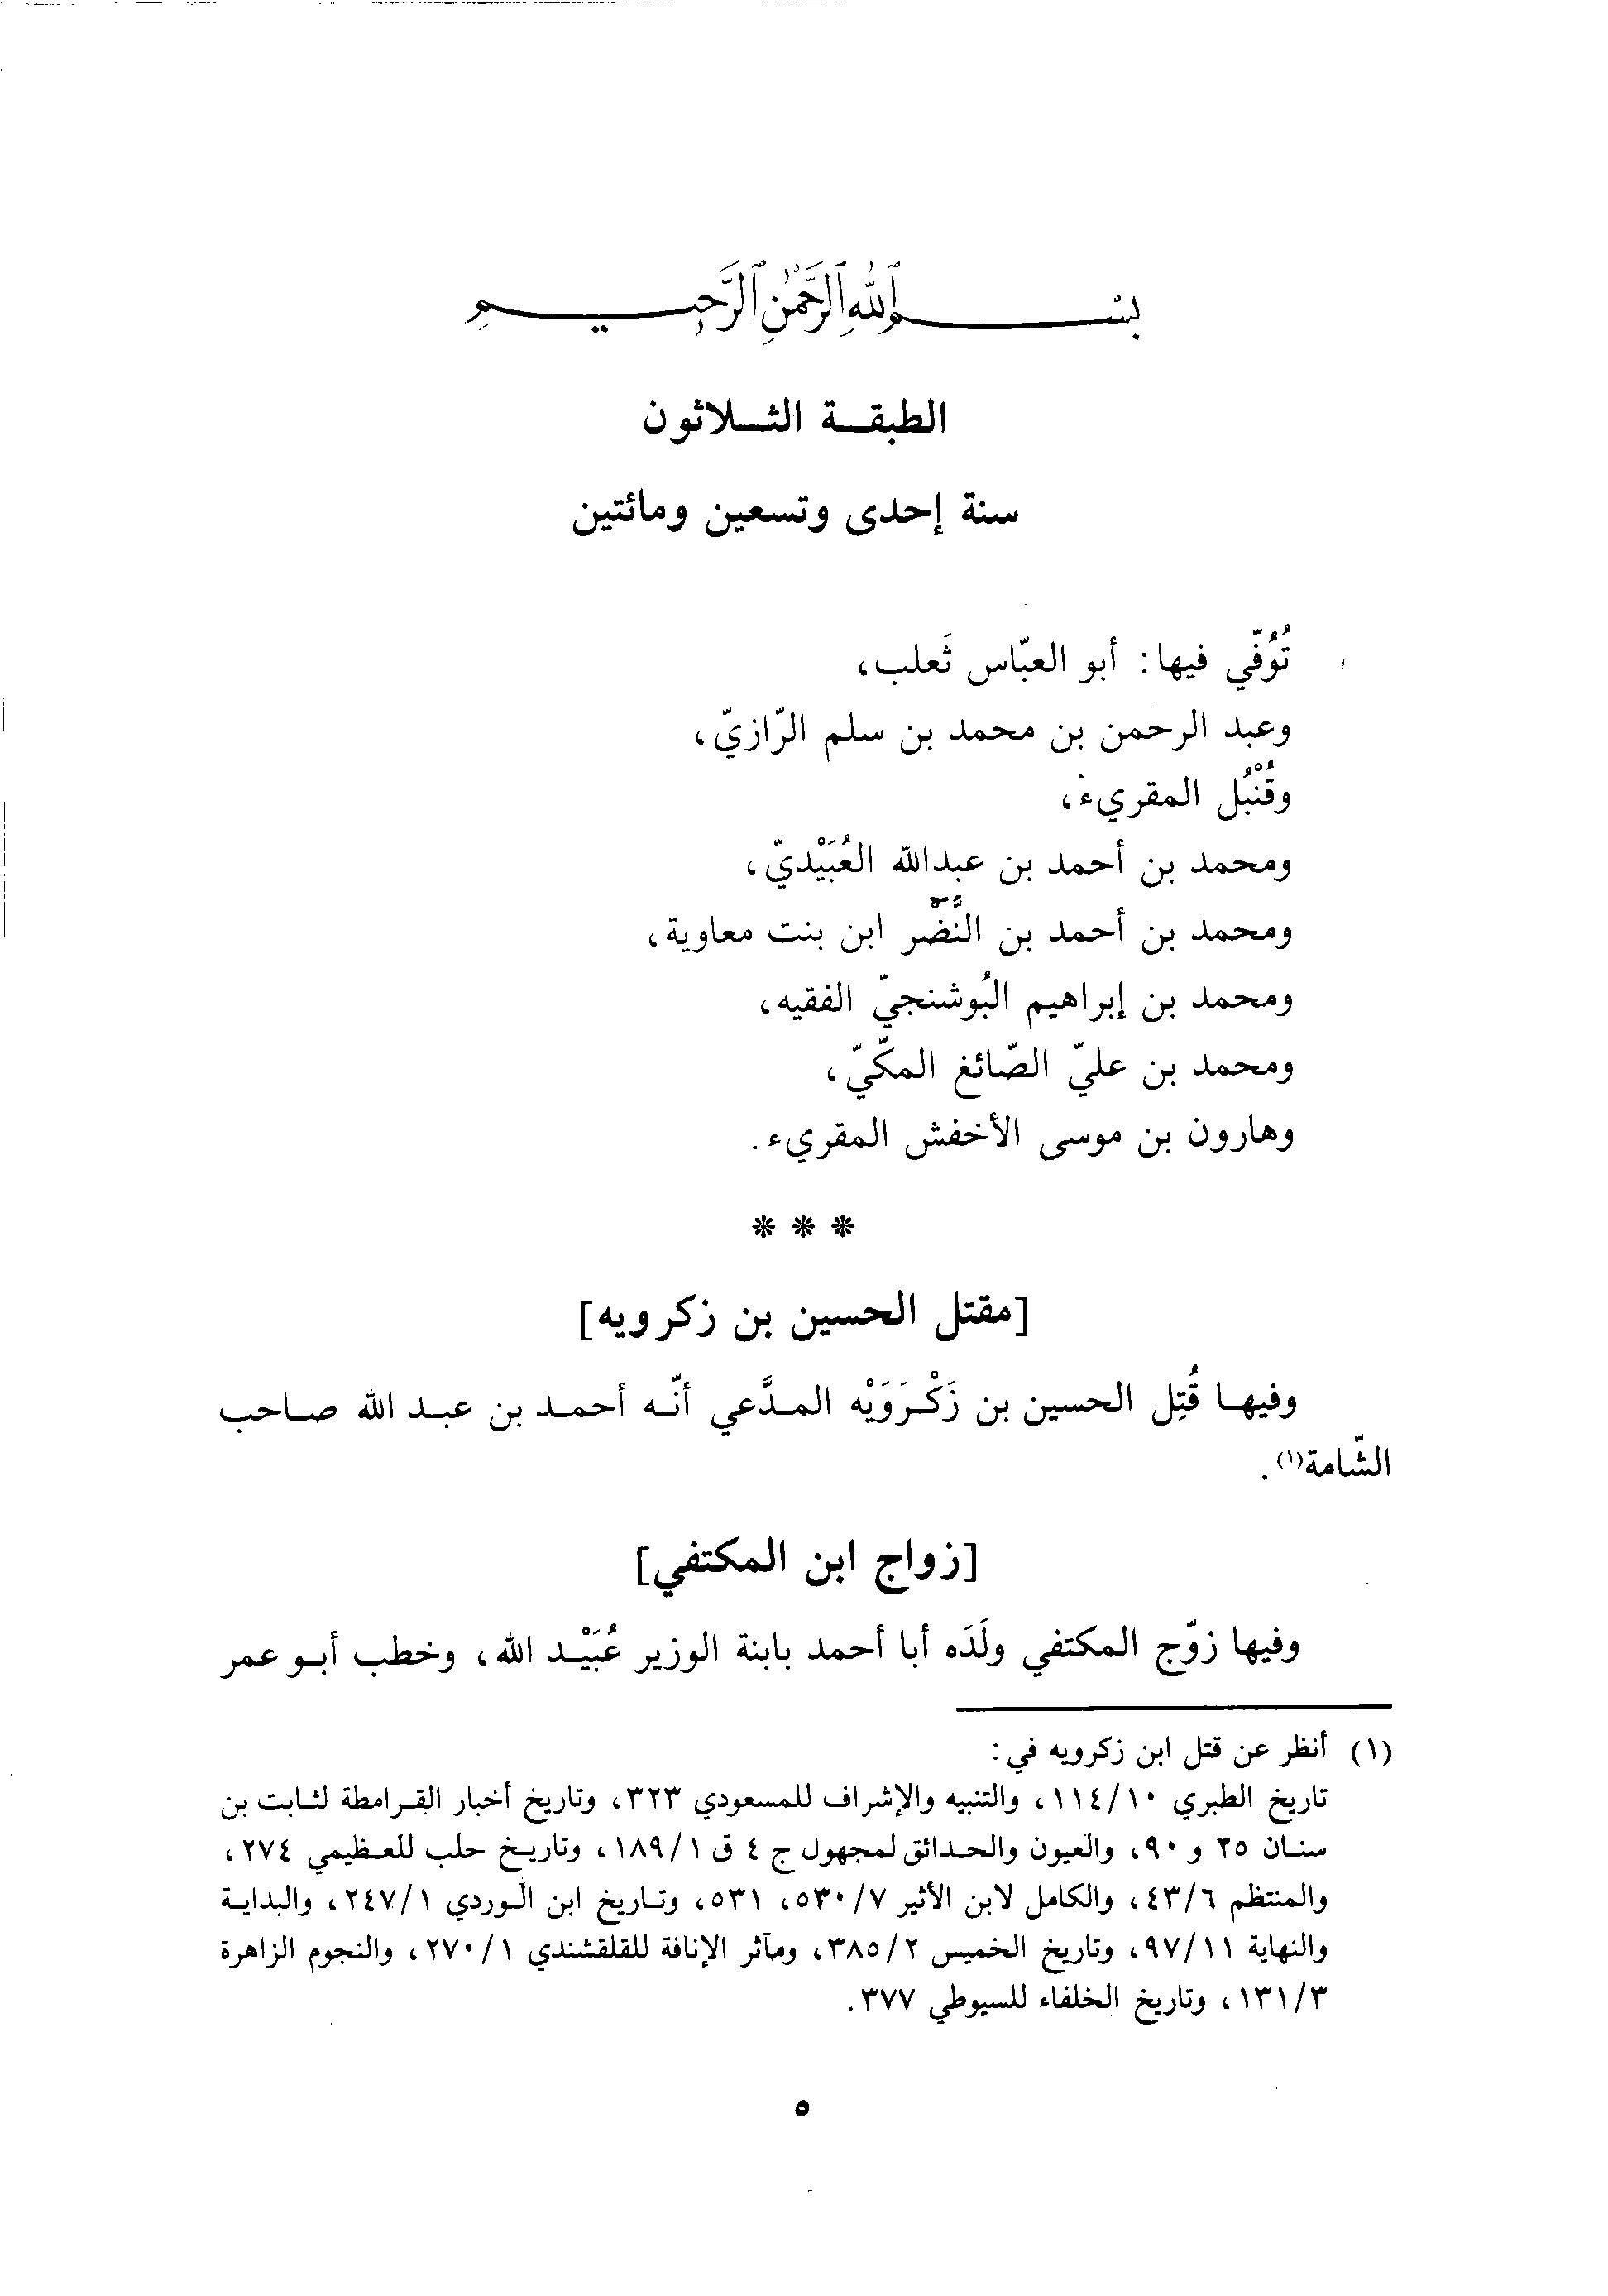 بسم الله الرحمن الرحيم
الطبقة الثلاثون
سنة إحدى وتسعين ومائتين
تُوُفّي فيها: أبو العبّاس ثَعلب،
وعبد الرحمن بن محمد بن سلم الرّازيّ،
وقُنْبُل المقريء،
ومحمد بن أحمد بن عبدالله العُبَيْديّ،
ومحمد بن أحمد بن النَّضْر ابن بنت معاوية،
ومحمد بن إبراهيم البُوشنجيّ الفقيه،
ومحمد بن عليّ الصّائغ المكّيّ،
وهارون بن موسى الأخفش المقريء.
* * *
[مقتل الحسين بن زكرويه]
وفيها قُتِل الحسين بن زَكْرَوَيْه المدَّعي أنّه أحمد بن عبد الله صاحب
الشّامة(١).
[زواج ابن المكتفي]
وفيها زوّج المكتفي ولَدَه أبا أحمد بابنة الوزير عُبَيْد الله، وخطب أبو عمر
(١) أنظر عن قتل ابن زكرويه في:
تاريخ الطبري ١١٤/١٠، والتنبيه والإشراف للمسعودي ٣٢٣، وتاريخ أخبار القرامطة لثابت بن
سنان ٢٥ و ٩٠، والعيون والحدائق لمجهول ج ٤ ق ١٨٩/١، وتاريخ حلب للعظيمي ٢٧٤،
والمنتظم ٤٣/٦، والكامل لابن الأثير ٥٣٠/٧، ٥٣١، وتاريخ ابن الوردي ٢٤٧/١، والبداية
والنهاية ٩٧/١١، وتاريخ الخميس ٣٨٥/٢، ومآثر الإنافة للقلقشندي ٢٧٠/١، والنجوم الزاهرة
١٣١/٣، وتاريخ الخلفاء للسيوطي ٣٧٧.
٥